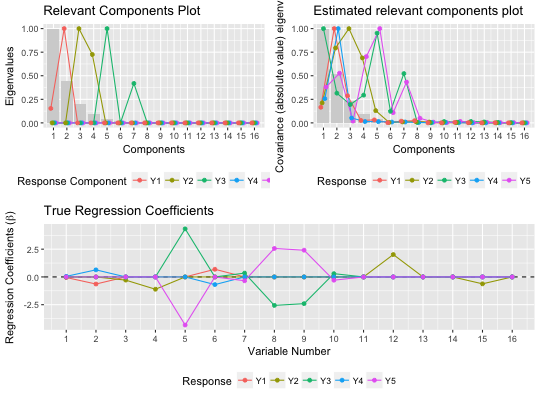 Relevant Components Plot
Eigenvalues
1.00
0.75
0.50
0.25
0.00
1 2 3 4 5 6 7 8 9 10 11 12 13 14 15 16
Components
Response Component Y1 Y2 Y3 Y4
Estimated relevant components plot
Covariance (absolute value) eigenv
1.00
0.75
0.50
0.25
0.00
1 2 3 4 5 6 7 8 9 10 11 12 13 14 15 16
Components
Response Y1 Y2 Y3 Y4 Y5
True Regression Coefficients
Regression Coefficients (β)
2.5
0.0
-2.5
1 2 3 4 5 6 7 8 9 10 11 12 13 14 15 16
Variable Number
Response Y1 Y2 Y3 Y4 Y5